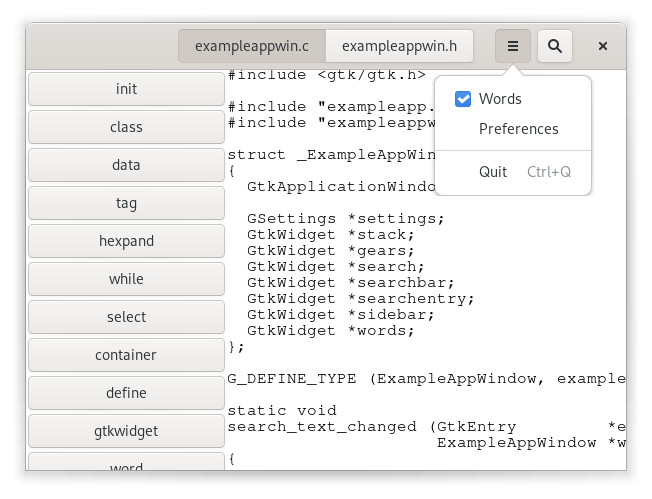 exampleappwin.c exampleappwin.h
init
class
data
tag
hexpand
while
select
container
define
gtkwidget
word
#include <gtk/gtk.h>
#include "exampleapp.
#include "exampleappw
struct _ExampleAppWin
{
GtkApplicationWindo
GSettings *settings;
GtkWidget *stack;
GtkWidget *gears;
GtkWidget *search;
GtkWidget *searchbar;
GtkWidget *searchentry;
GtkWidget *sidebar;
GtkWidget *words;
};
G_DEFINE_TYPE (ExampleAppWindow, example
static void
search_text_changed (GtkEntry *e
ExampleAppWindow *w
{
Words
Preferences
Quit Ctrl+Q